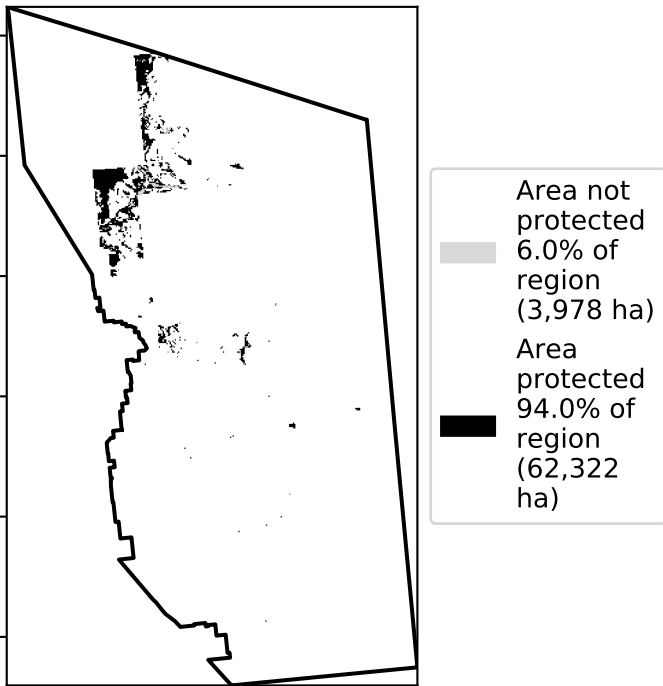 Area not
protected
6.0% of
region
(3,978 ha)
Area
protected
94.0% of
region
(62,322
ha)